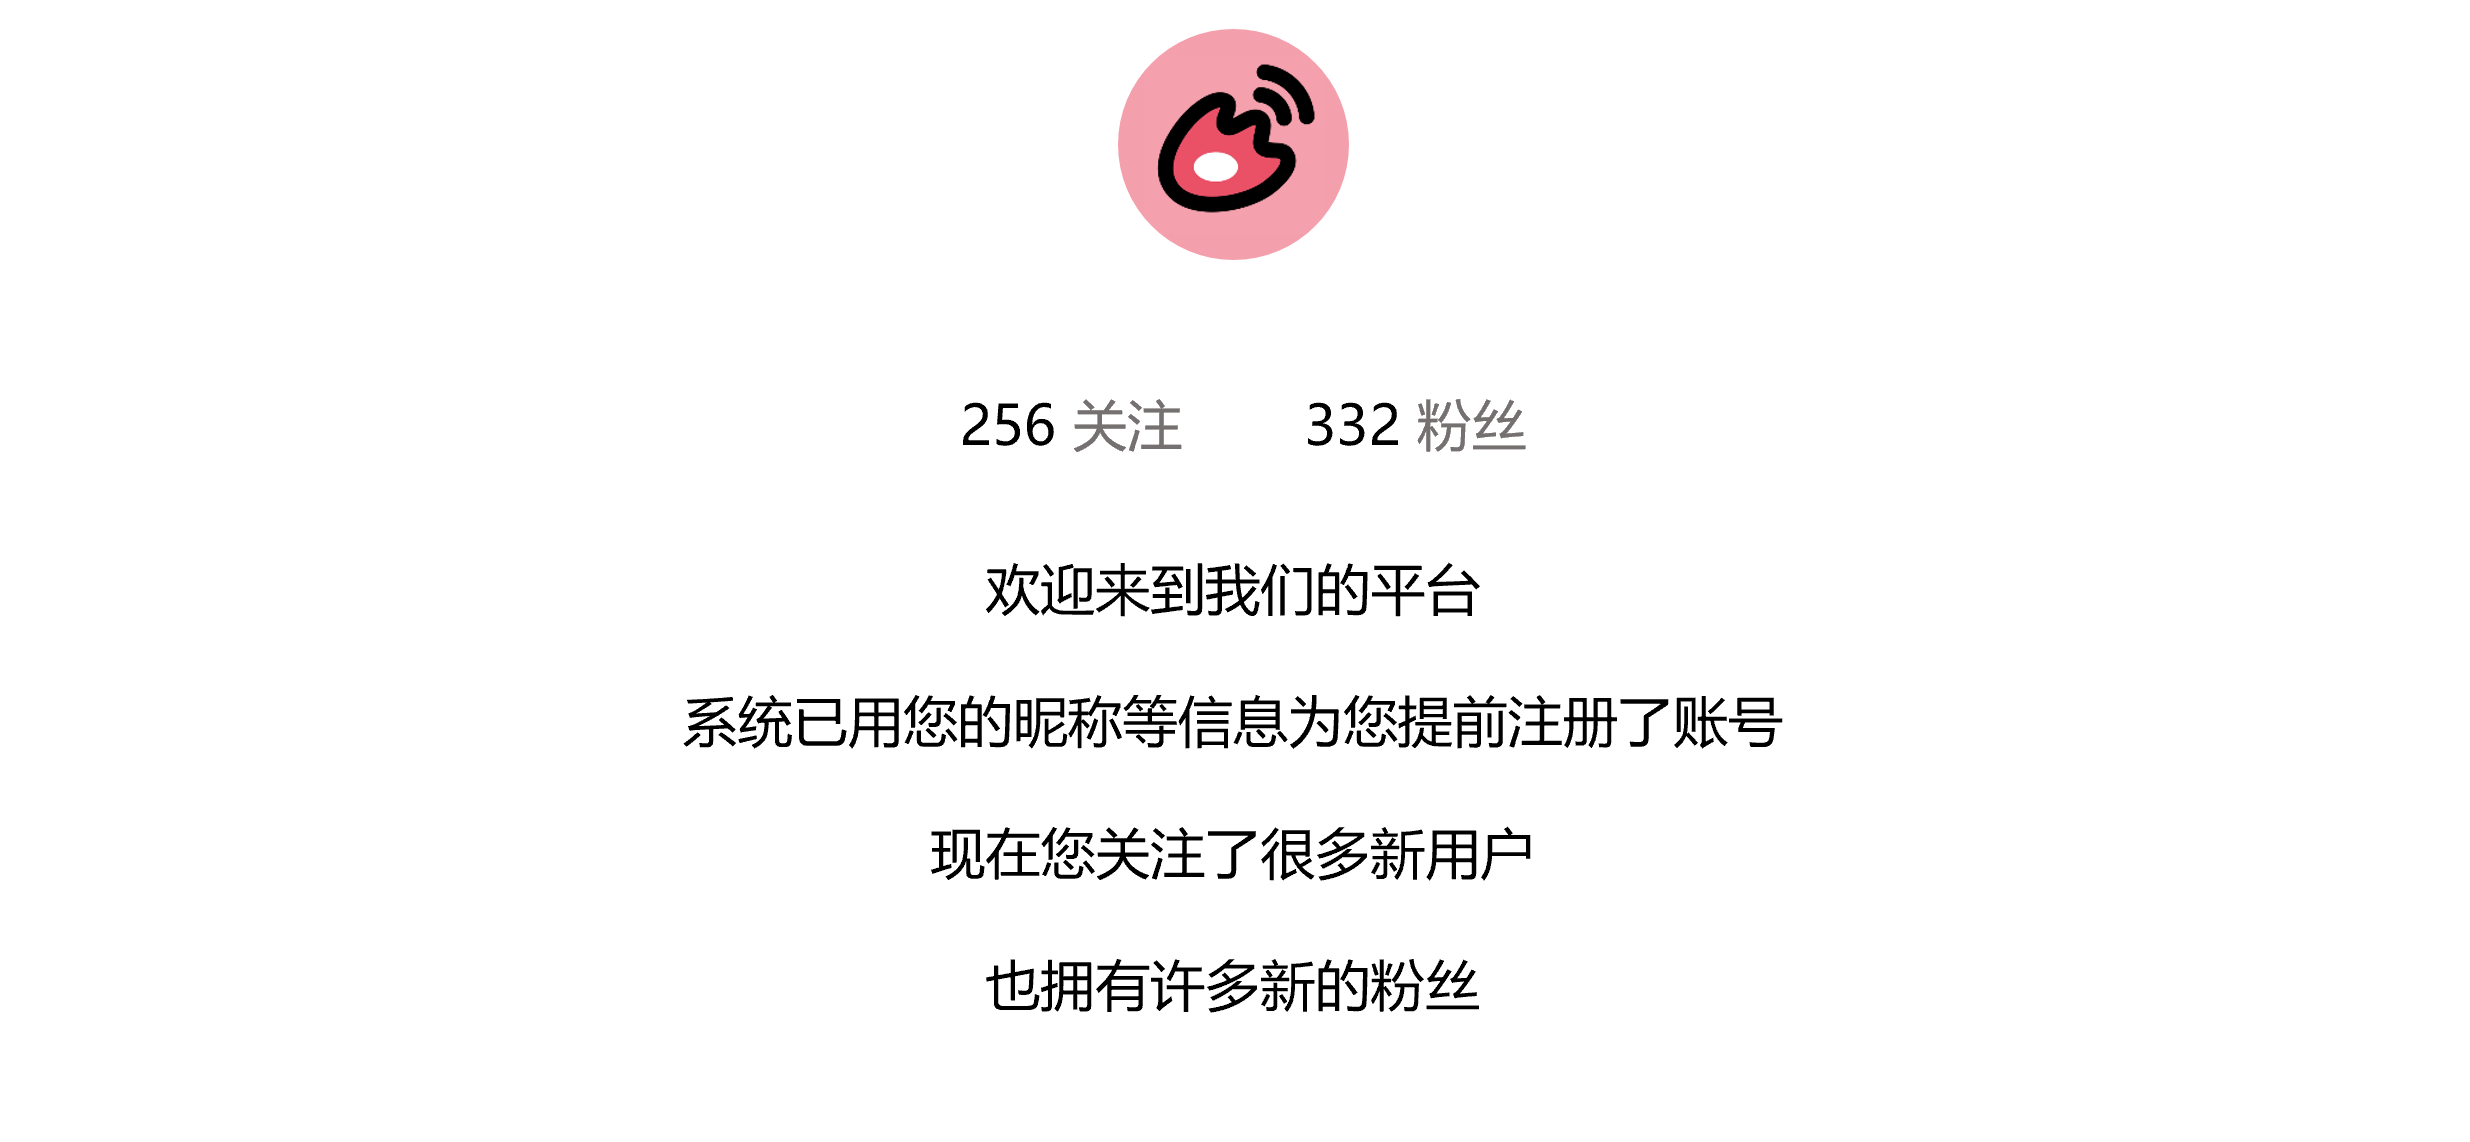 256 关注 332 粉丝
欢迎来到我们的平台
系统已用您的昵称等信息为您提前注册了账号
现在您关注了很多新用户
也拥有许多新的粉丝